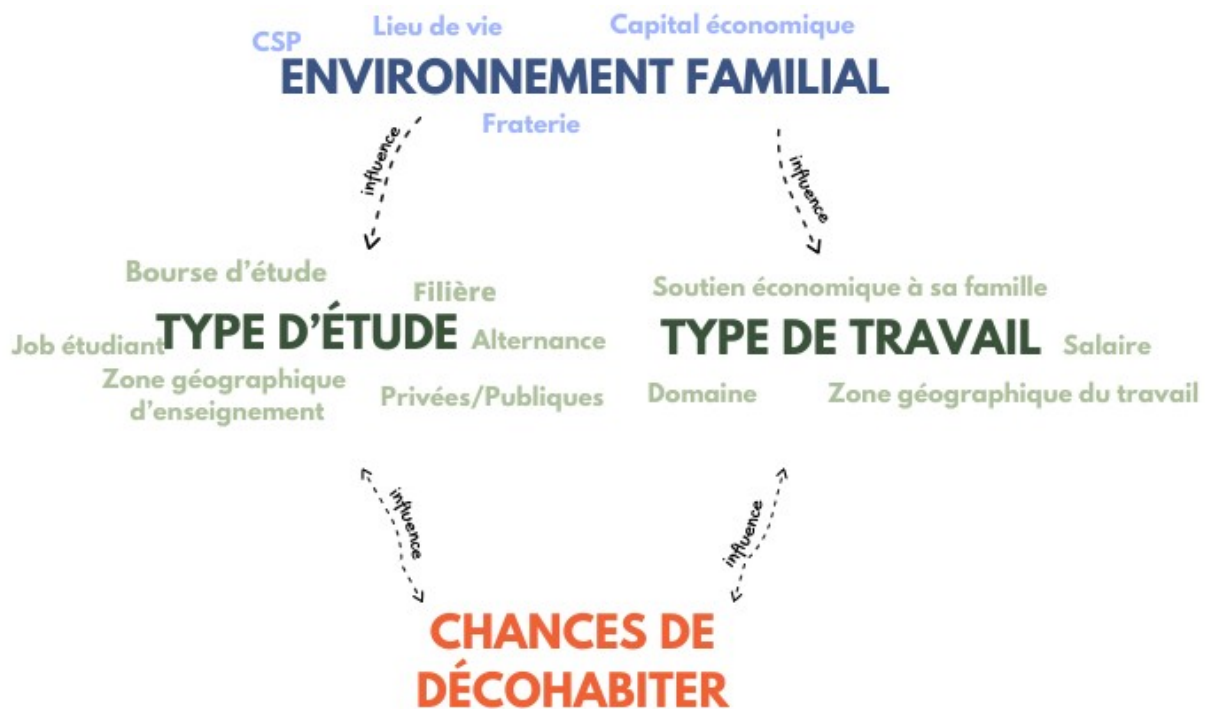 CSP
Lieu de vie
Capital économique
ENVIRONNEMENT FAMILIAL
Fraterie
influence
influence
Bourse d’étude
Filière
Job étudiant
TYPE D’ÉTUDE
Alternance
Zone géographique
d’enseignement
Privées/Publiques
Soutien économique à sa famille
TYPE DE TRAVAIL
Salaire
Domaine
Zone géographique du travail
influence
influence
CHANCES DE
DÉCOHABITER